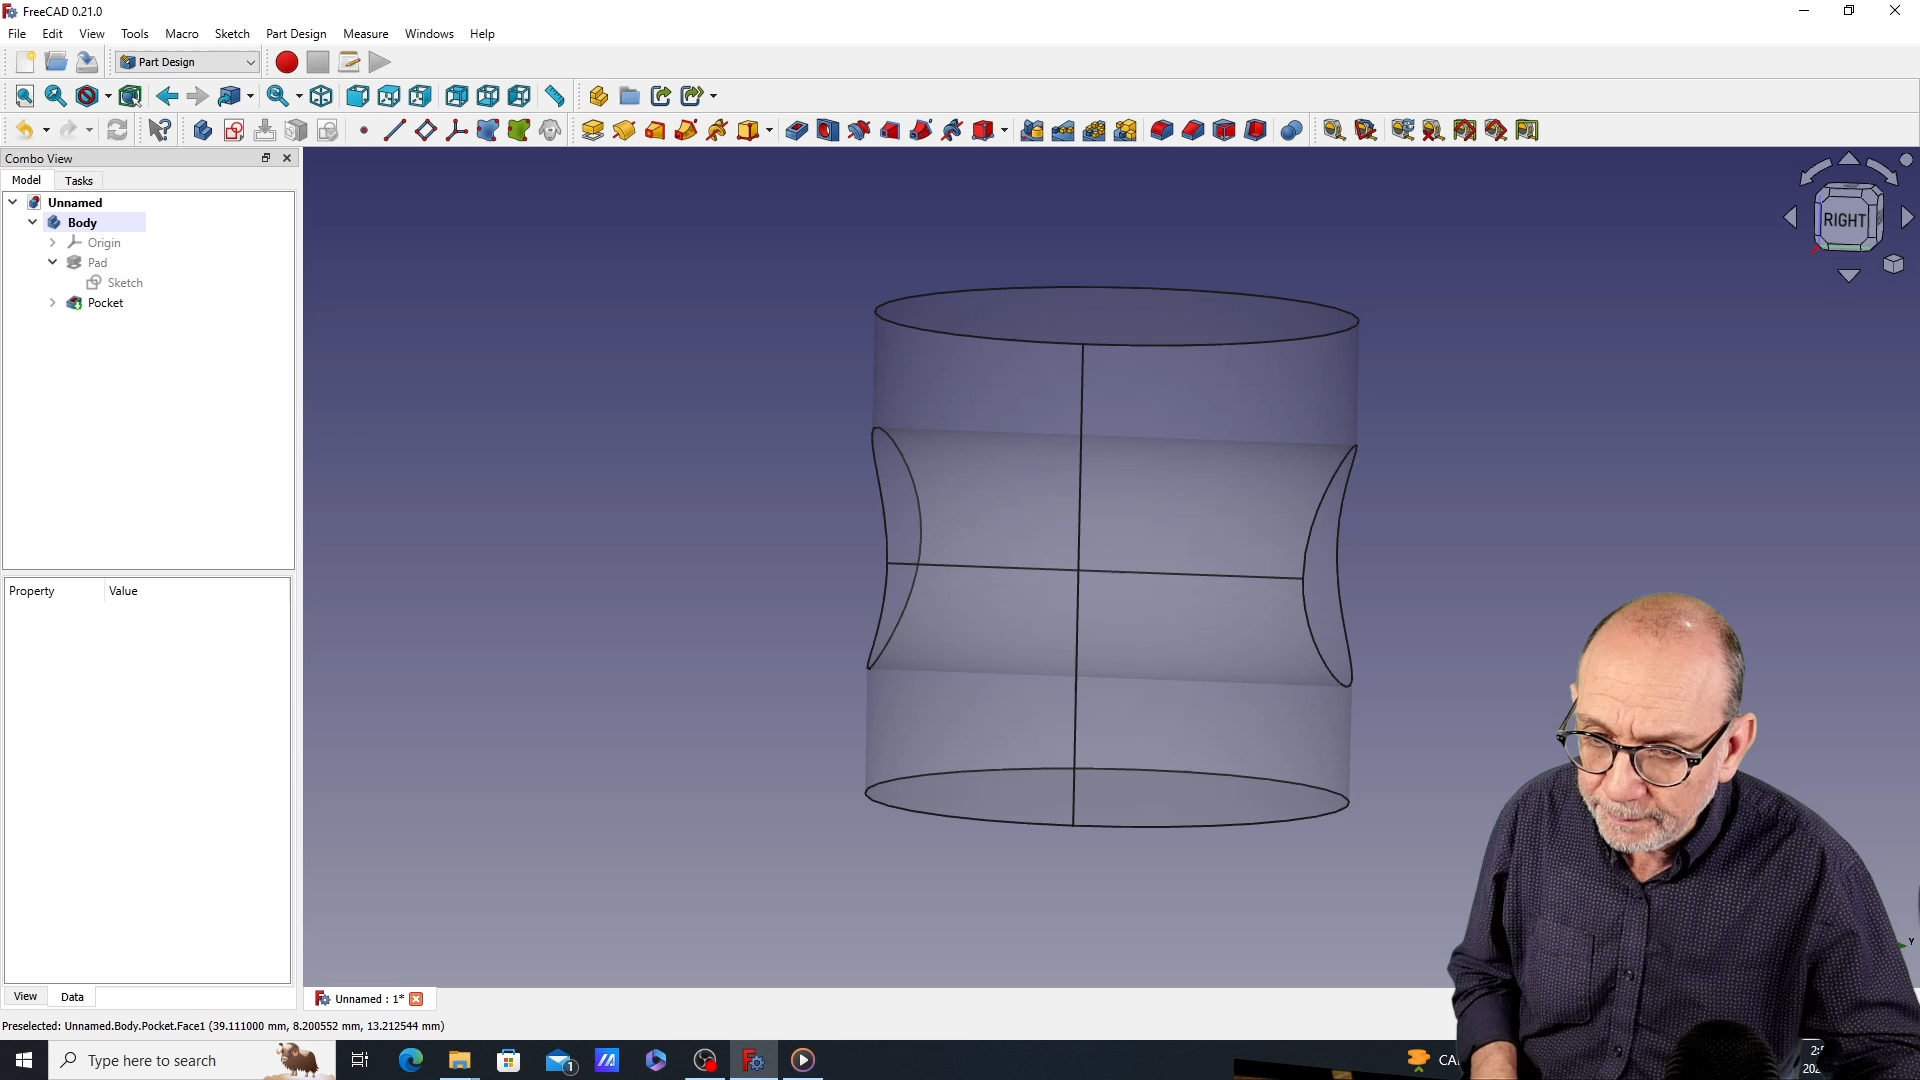 FreeCAD 0.21.0
File Edit View Tools Macro Sketch Part Design Measure Windows Help
Part Design
Combo View
Model Tasks
Unnamed
Body
Origin
Pad
Sketch
Pocket
RIGHT
Property Value
Y
View Data
Unnamed : 1*
Preselected: Unnamed.Body.Pocket.Face1 (39.111000 mm, 8.200552 mm, 13.212544 mm)
Type here to search
1